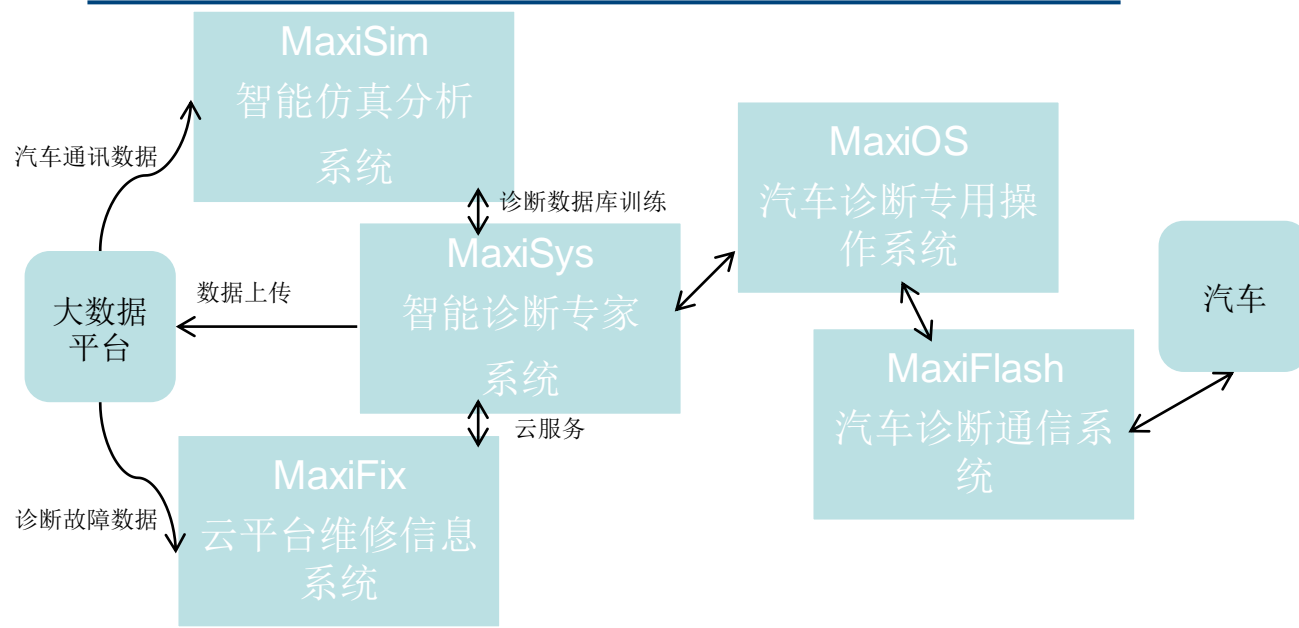 MaxiSim
智能仿真分析
系统
汽车通讯数据
诊断数据库训练
MaxiOS
汽车诊断专用操
作系统
MaxiSys
智能诊断专家
系统
数据上传
大数据
平台
汽车
MaxiFlash
汽车诊断通信系
统
云服务
MaxiFix
云平台维修信息
系统
诊断故障数据